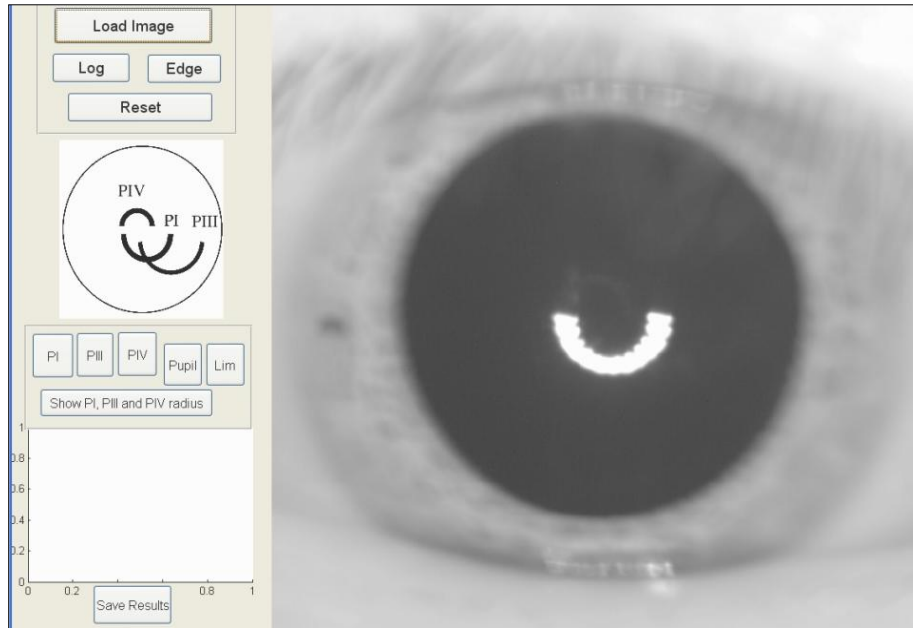 Load Image
Log Edge
Reset
PIV
PI PIII
PI PIII PIV Pupil Lim
Show PI, PIII and PIV radius
1
0.8
0.6
0.4
0.2
0
0 0.2 0.8 1
Save Results